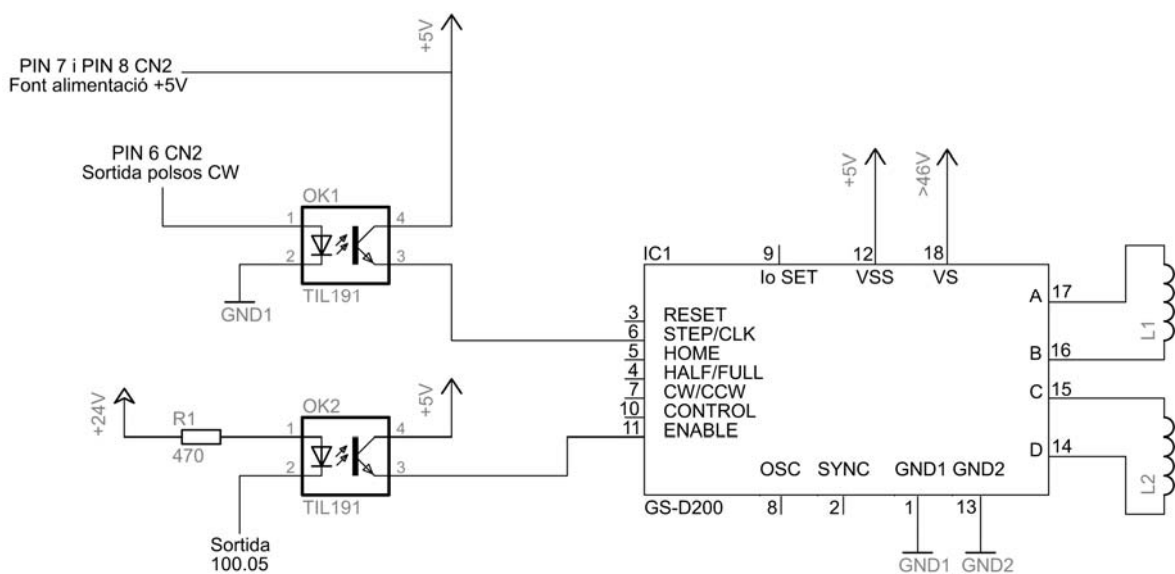 +5V
PIN 7 i PIN 8 CN2
Font alimentació +5V
PIN 6 CN2
Sortida polsos CW
OK1
1
4
2
3
TIL191
GND1
+5V
>46V
IC1
9
12
18
Io SET
VSS
VS
3
RESET
6
STEP/CLK
5
HOME
4
HALF/FULL
7
CW/CCW
10
CONTROL
11
ENABLE
A
17
B
16
C
15
D
14
L1
L2
OSC
SYNC
GND1
GND2
GS-D200
8
2
1
13
GND1
GND2
+24V
R1
470
OK2
1
4
2
3
TIL191
+5V
Sortida
100.05